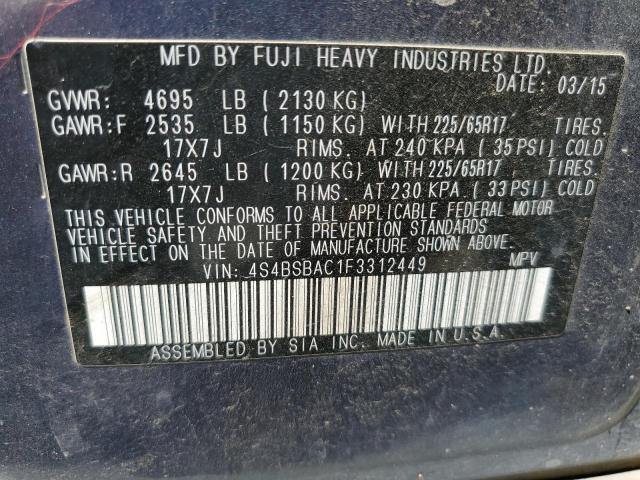 MFD BY FUJI HEAVY INDUSTRIES LTD.
DATE: 03/15
GVWR: 4695 LB ( 2130 KG)
GAWR:F 2535 LB ( 1150 KG) WITH 225/65R17 TIRES.
17X7J RIMS. AT 240 KPA ( 35 PSI) COLD
GAWR:R 2645 LB ( 1200 KG) WITH 225/65R17 TIRES.
17X7J RIMS. AT 230 KPA ( 33 PSI) COLD
THIS VEHICLE CONFORMS TO ALL APPLICABLE FEDERAL MOTOR
VEHICLE SAFETY AND THEFT PREVENTION STANDARDS
IN EFFECT ON THE DATE OF MANUFACTURE SHOWN ABOVE.
VIN: 4S4BSBAC1F3312449 MPV
ASSEMBLED BY SIA INC. MADE IN U.S.A.